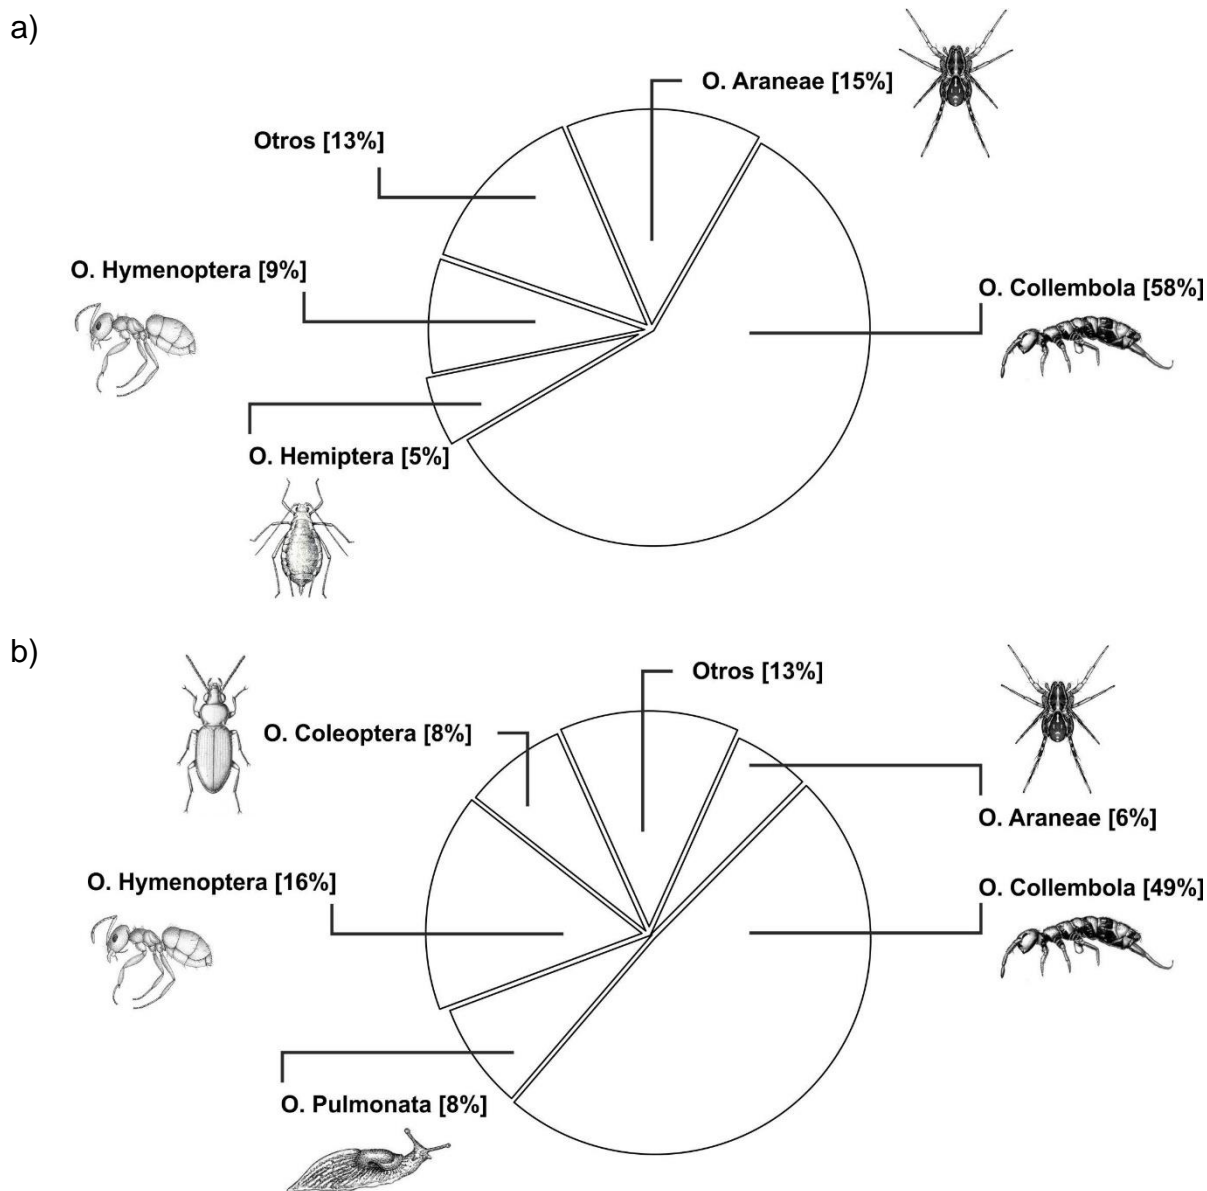 a)
O. Araneae [15%]
Otros [13%]
O. Hymenoptera [9%]
O. Collembola [58%]
O. Hemiptera [5%]
b)
Otros [13%]
O. Coleoptera [8%]
O. Araneae [6%]
O. Hymenoptera [16%]
O. Collembola [49%]
O. Pulmonata [8%]